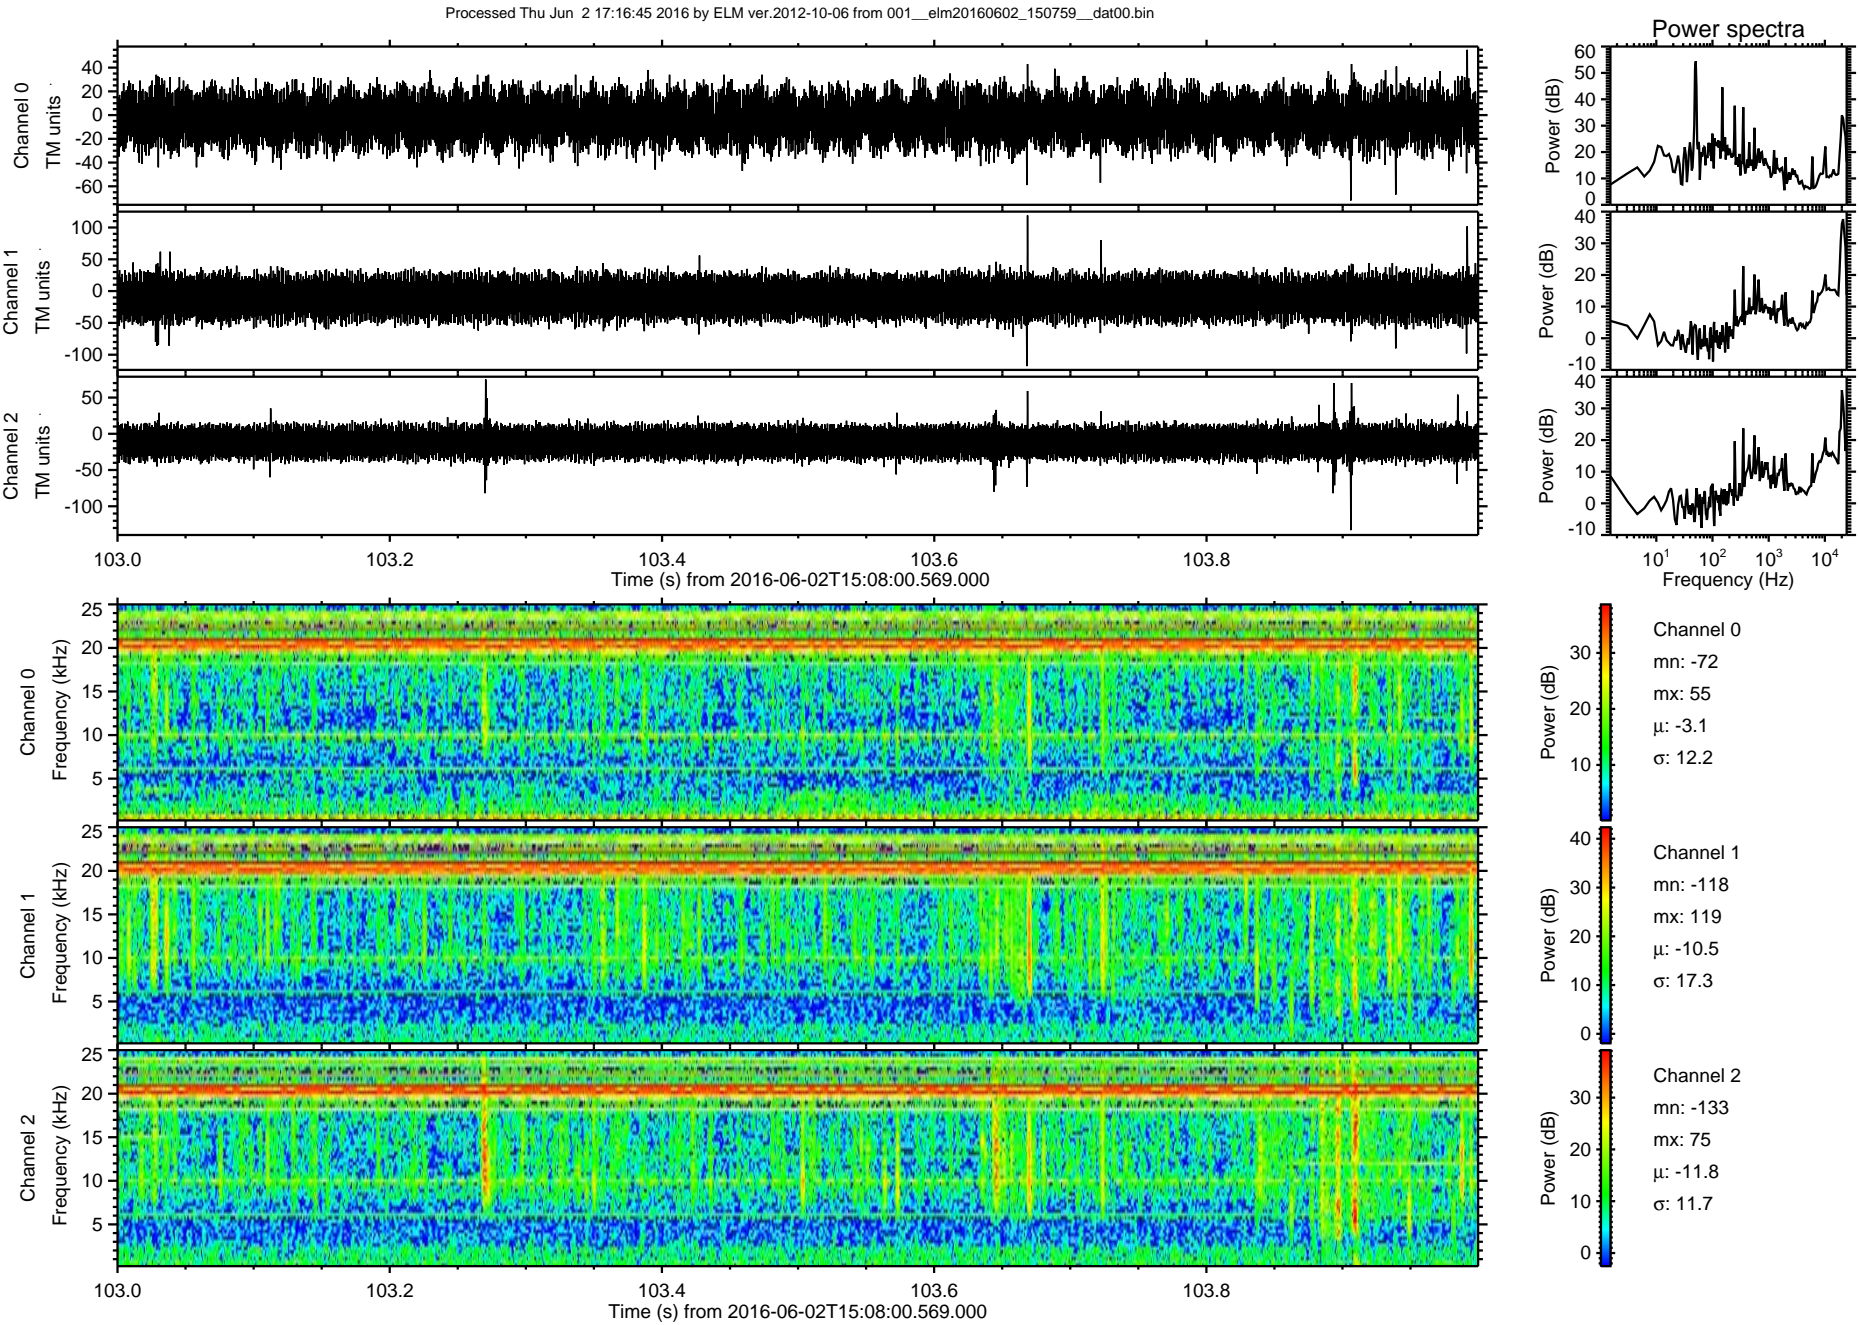 Processed Thu Jun 2 17:16:45 2016 by ELM ver.2012-10-06 from 001__elm20160602_150759__dat00.bin
Power spectra
Channel 0
TM units
40
20
0
-20
-40
-60
Power (dB)
60
50
40
30
20
10
0
Channel 1
TM units
100
50
0
-50
-100
Power (dB)
40
30
20
10
0
-10
Channel 2
TM units
50
0
-50
-100
Power (dB)
40
30
20
10
0
-10
103.0 103.2 103.4 103.6 103.8
Time (s) from 2016-06-02T15:08:00.569.000
10¹ 10² 10³ 10⁴
Frequency (Hz)
Channel 0
Frequency (kHz)
25
20
15
10
5
Power (dB)
30
20
10
Channel 0
mn: -72
mx: 55
μ: -3.1
σ: 12.2
Channel 1
Frequency (kHz)
25
20
15
10
5
Power (dB)
40
30
20
10
0
Channel 1
mn: -118
mx: 119
μ: -10.5
σ: 17.3
Channel 2
Frequency (kHz)
25
20
15
10
5
Power (dB)
30
20
10
0
Channel 2
mn: -133
mx: 75
μ: -11.8
σ: 11.7
103.0 103.2 103.4 103.6 103.8
Time (s) from 2016-06-02T15:08:00.569.000